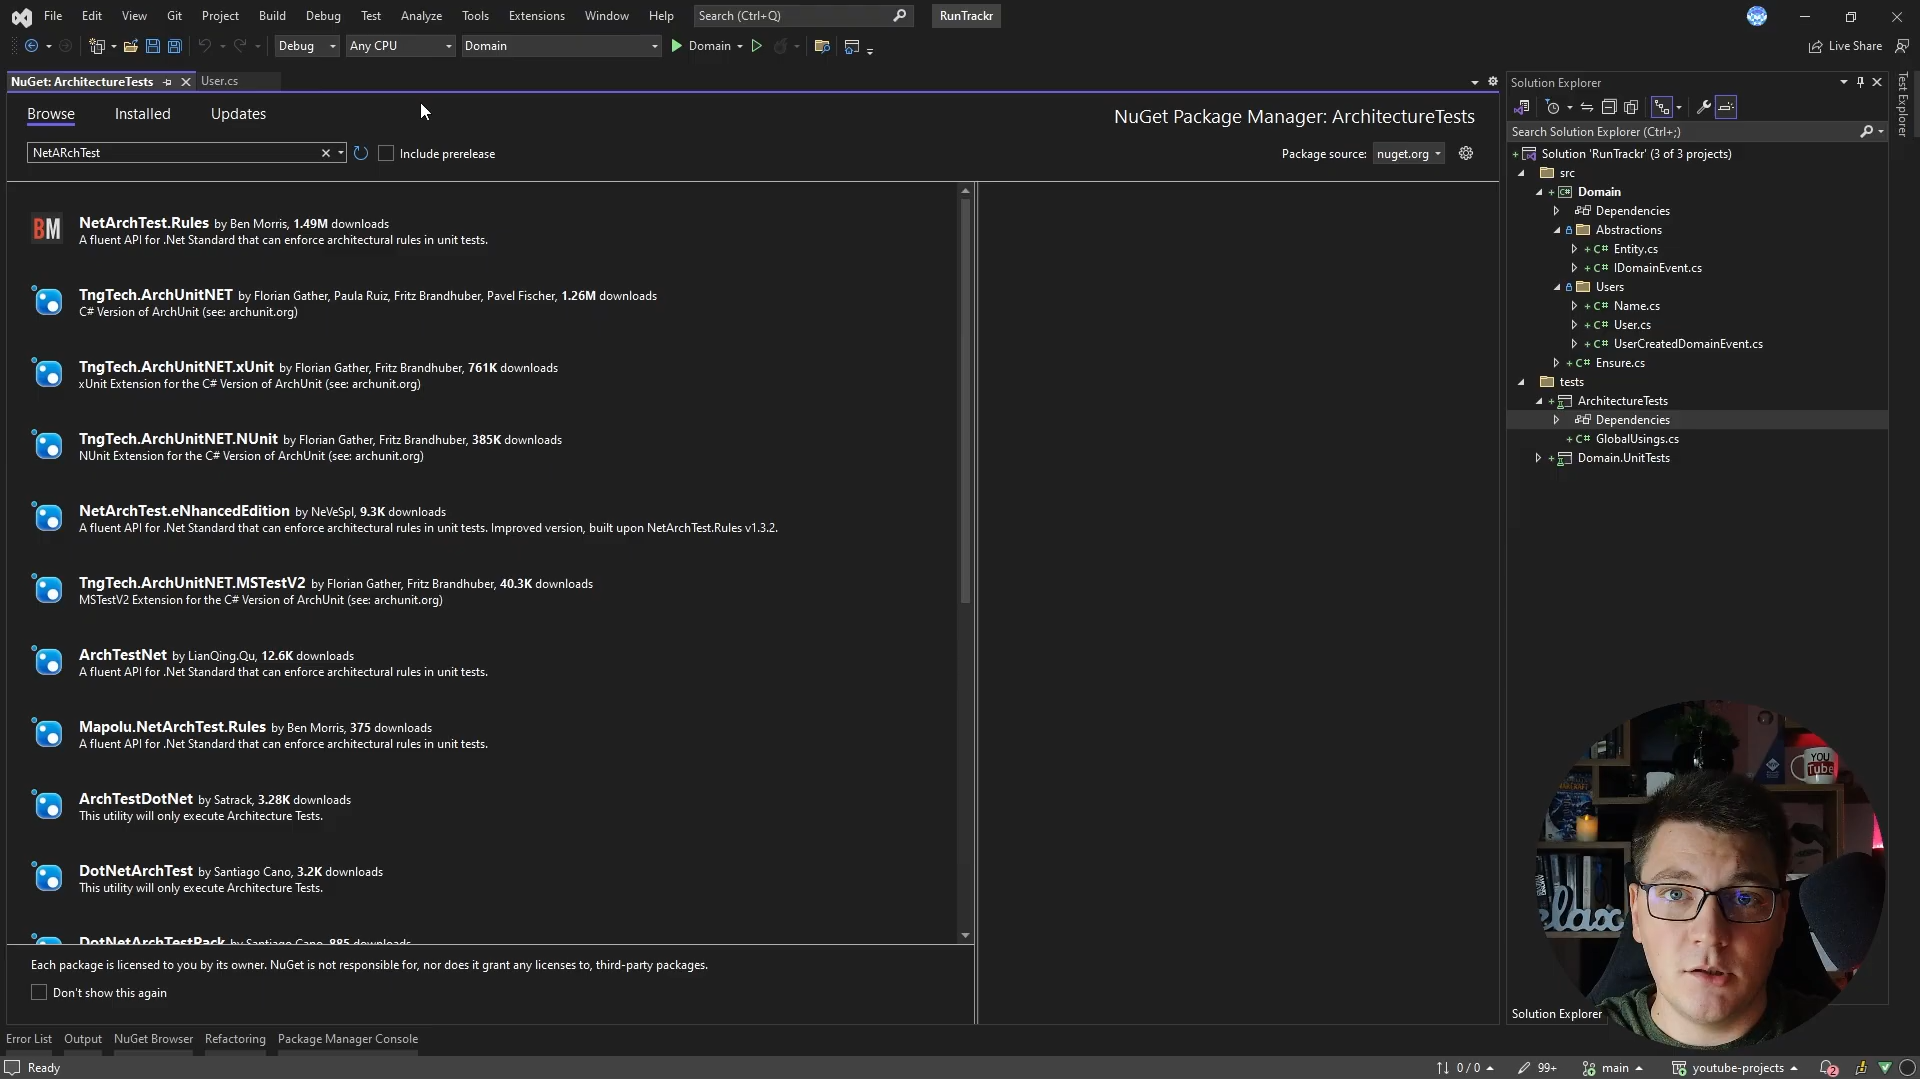 File Edit View Git Project Build Debug Test Analyze Tools Extensions Window Help Search (Ctrl+Q) RunTrackr
Debug Any CPU Domain Domain Live Share
NuGet: ArchitectureTests User.cs
Browse Installed Updates
NuGet Package Manager: ArchitectureTests
NetARchTest Include prerelease
Package source: nuget.org
BM
NetArchTest.Rules by Ben Morris, 1.49M downloads
A fluent API for .Net Standard that can enforce architectural rules in unit tests.
TngTech.ArchUnitNET by Florian Gather, Paula Ruiz, Fritz Brandhuber, Pavel Fischer, 1.26M downloads
C# Version of ArchUnit (see: archunit.org)
TngTech.ArchUnitNET.xUnit by Florian Gather, Fritz Brandhuber, 761K downloads
xUnit Extension for the C# Version of ArchUnit (see: archunit.org)
TngTech.ArchUnitNET.NUnit by Florian Gather, Fritz Brandhuber, 385K downloads
NUnit Extension for the C# Version of ArchUnit (see: archunit.org)
NetArchTest.eNhancedEdition by NeVeSpl, 9.3K downloads
A fluent API for .Net Standard that can enforce architectural rules in unit tests. Improved version, built upon NetArchTest.Rules v1.3.2.
TngTech.ArchUnitNET.MSTestV2 by Florian Gather, Fritz Brandhuber, 40.3K downloads
MSTestV2 Extension for the C# Version of ArchUnit (see: archunit.org)
ArchTestNet by LianQing.Qu, 12.6K downloads
A fluent API for .Net Standard that can enforce architectural rules in unit tests.
Mapolu.NetArchTest.Rules by Ben Morris, 375 downloads
A fluent API for .Net Standard that can enforce architectural rules in unit tests.
ArchTestDotNet by Satrack, 3.28K downloads
This utility will only execute Architecture Tests.
DotNetArchTest by Santiago Cano, 3.2K downloads
This utility will only execute Architecture Tests.
DotNetArchTestPack by Santiago Cano, 885 downloads
Each package is licensed to you by its owner. NuGet is not responsible for, nor does it grant any licenses to, third-party packages.
Don't show this again
Solution Explorer
Search Solution Explorer (Ctrl+;)
Solution 'RunTrackr' (3 of 3 projects)
src
Domain
Dependencies
Abstractions
Entity.cs
IDomainEvent.cs
Users
Name.cs
User.cs
UserCreatedDomainEvent.cs
Ensure.cs
tests
ArchitectureTests
Dependencies
GlobalUsings.cs
Domain.UnitTests
Test Explorer
YOU
Tube
elax
Solution Explorer
Error List Output NuGet Browser Refactoring Package Manager Console
Ready 0 / 0 99+ main youtube-projects 2